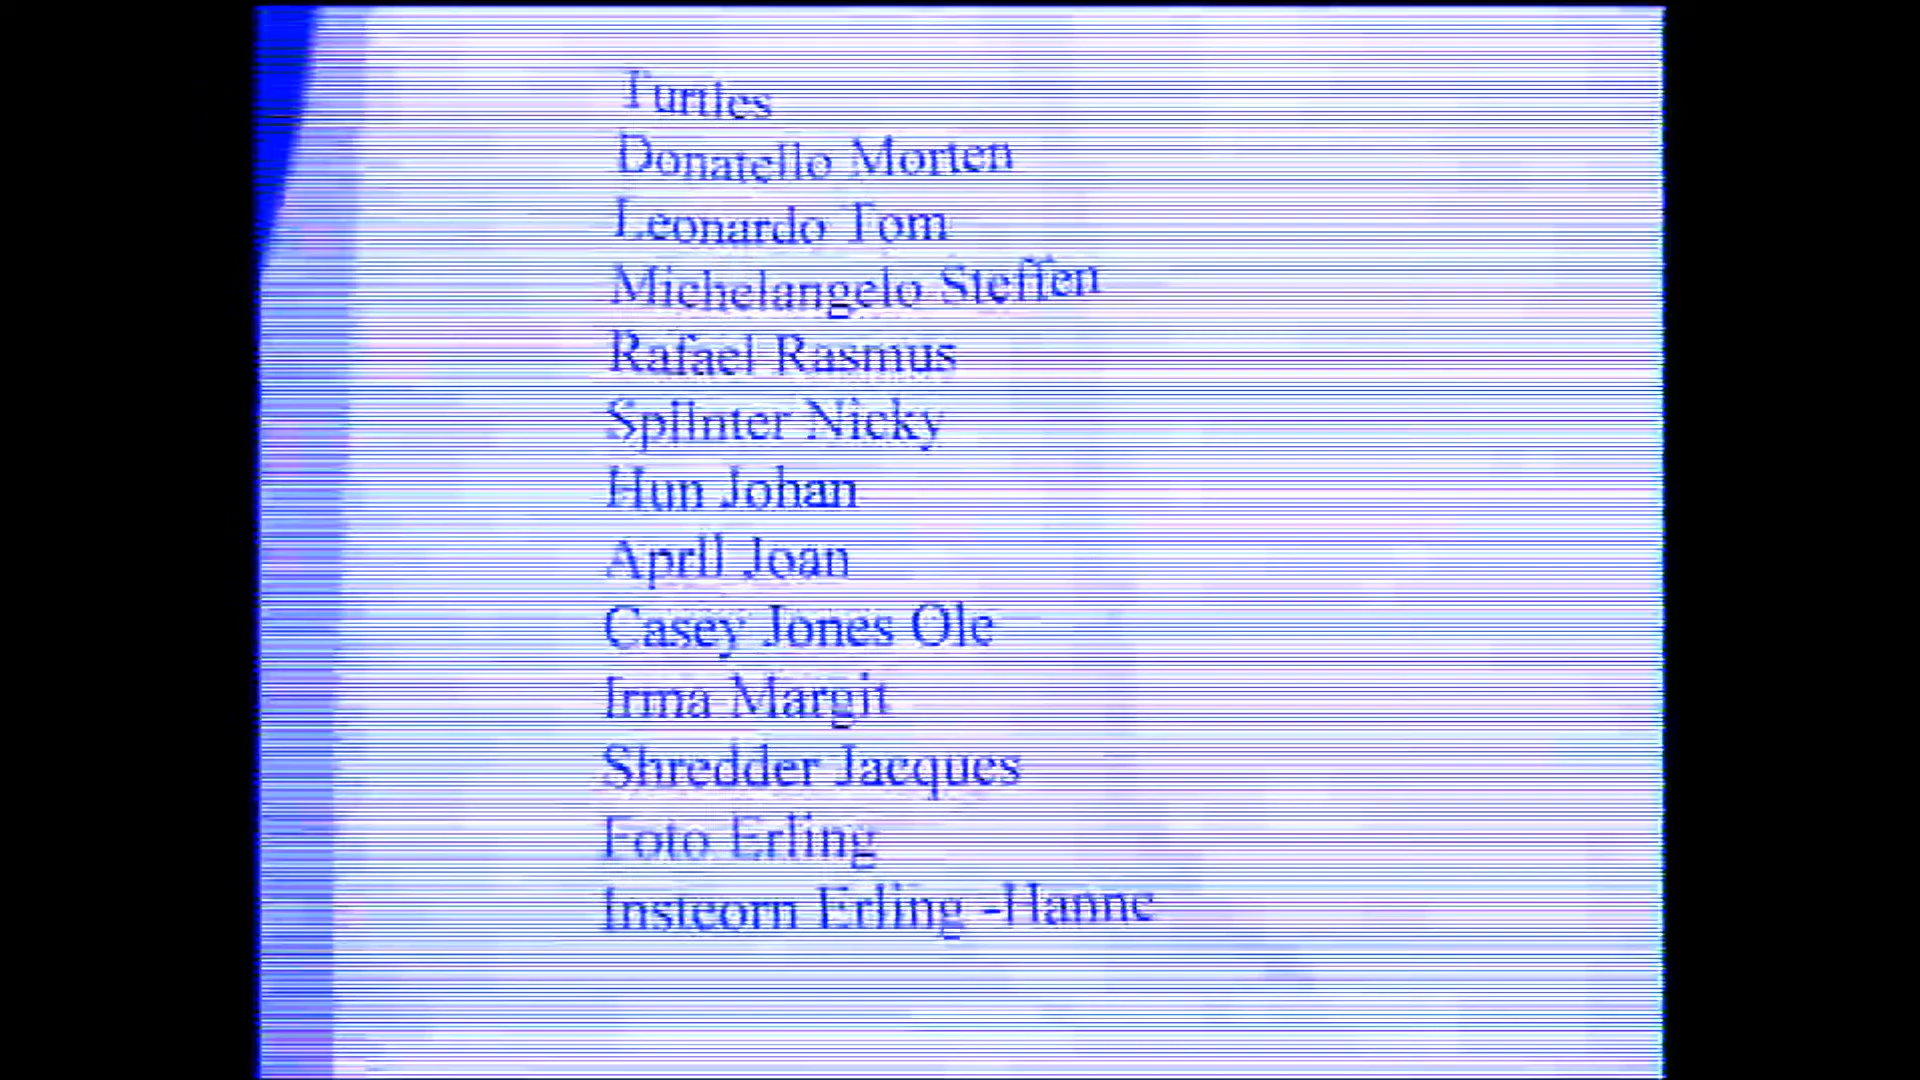 Turtles
Donatello Morten
Leonardo Tom
Michelangelo Steffen
Rafael Rasmus
Splinter Nicky
Hun Johan
April Joan
Casey Jones Ole
Irma Margit
Shredder Jacques
Foto Erling
Insteorn Erling -Hanne